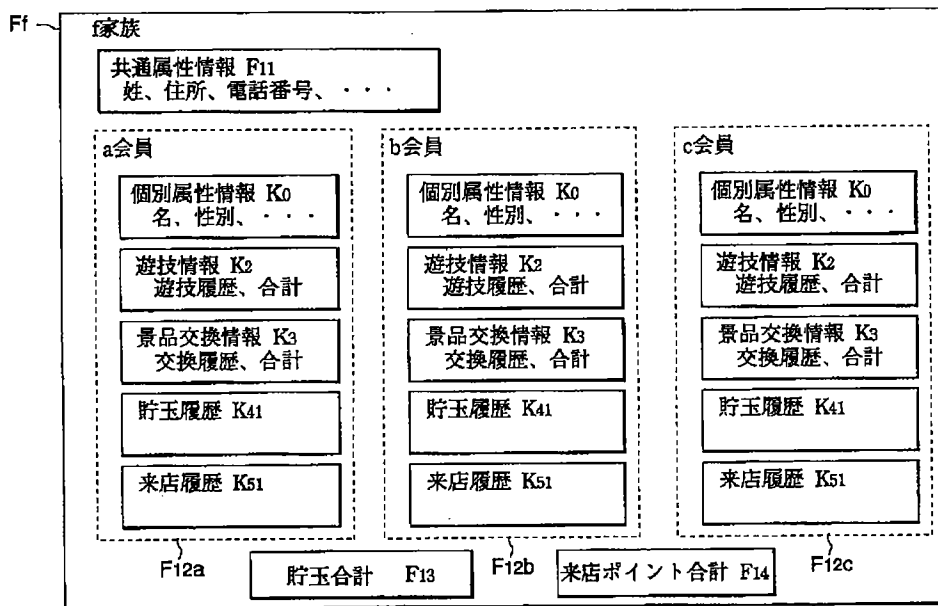 Ff
f家族
共通属性情報 F11
姓、住所、電話番号、・・・
a会員
個別属性情報 K0
名、性別、・・・
遊技情報 K2
遊技履歴、合計
景品交換情報 K3
交換履歴、合計
貯玉履歴 K41
来店履歴 K51
F12a
b会員
個別属性情報 K0
名、性別、・・・
遊技情報 K2
遊技履歴、合計
景品交換情報 K3
交換履歴、合計
貯玉履歴 K41
来店履歴 K51
F12b
c会員
個別属性情報 K0
名、性別、・・・
遊技情報 K2
遊技履歴、合計
景品交換情報 K3
交換履歴、合計
貯玉履歴 K41
来店履歴 K51
F12c
貯玉合計 F13
来店ポイント合計 F14